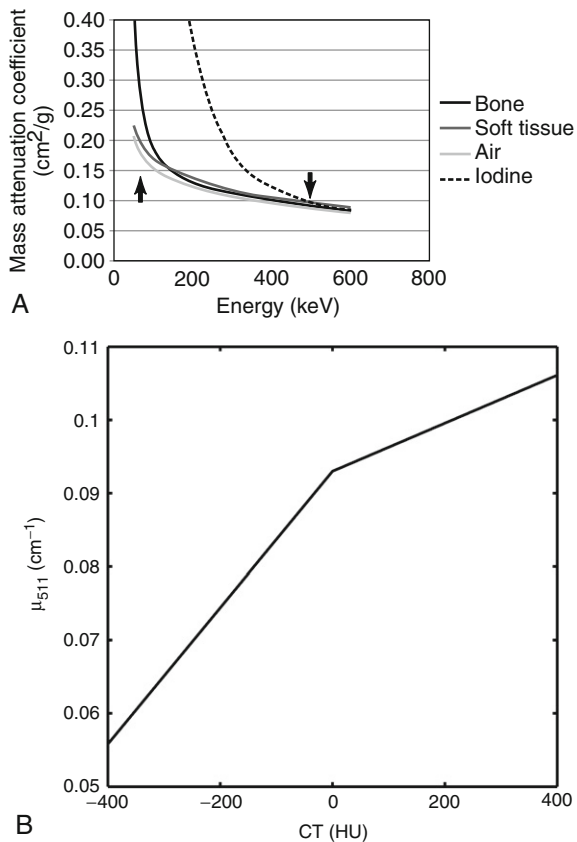 A
Mass attenuation coefficient
(cm²/g)
0.40
0.35
0.30
0.25
0.20
0.15
0.10
0.05
0.00
0
200
400
600
800
Energy (keV)
Bone
Soft tissue
Air
Iodine
B
μ511 (cm⁻¹)
0.11
0.1
0.09
0.08
0.07
0.06
0.05
−400
−200
0
200
400
CT (HU)